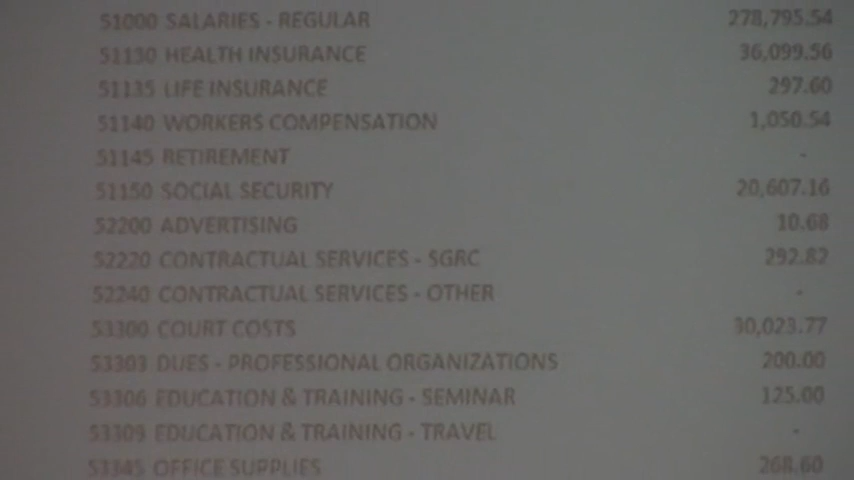 51000 SALARIES - REGULAR 278,795.54
51130 HEALTH INSURANCE 36,099.56
51135 LIFE INSURANCE 297.60
51140 WORKERS COMPENSATION 1,050.54
51145 RETIREMENT -
51150 SOCIAL SECURITY 20,607.16
52200 ADVERTISING 10.68
52220 CONTRACTUAL SERVICES - SGRC 292.82
52240 CONTRACTUAL SERVICES - OTHER -
53300 COURT COSTS 30,023.77
53303 DUES - PROFESSIONAL ORGANIZATIONS 200.00
53306 EDUCATION & TRAINING - SEMINAR 125.00
53309 EDUCATION & TRAINING - TRAVEL -
53345 OFFICE SUPPLIES 268.60